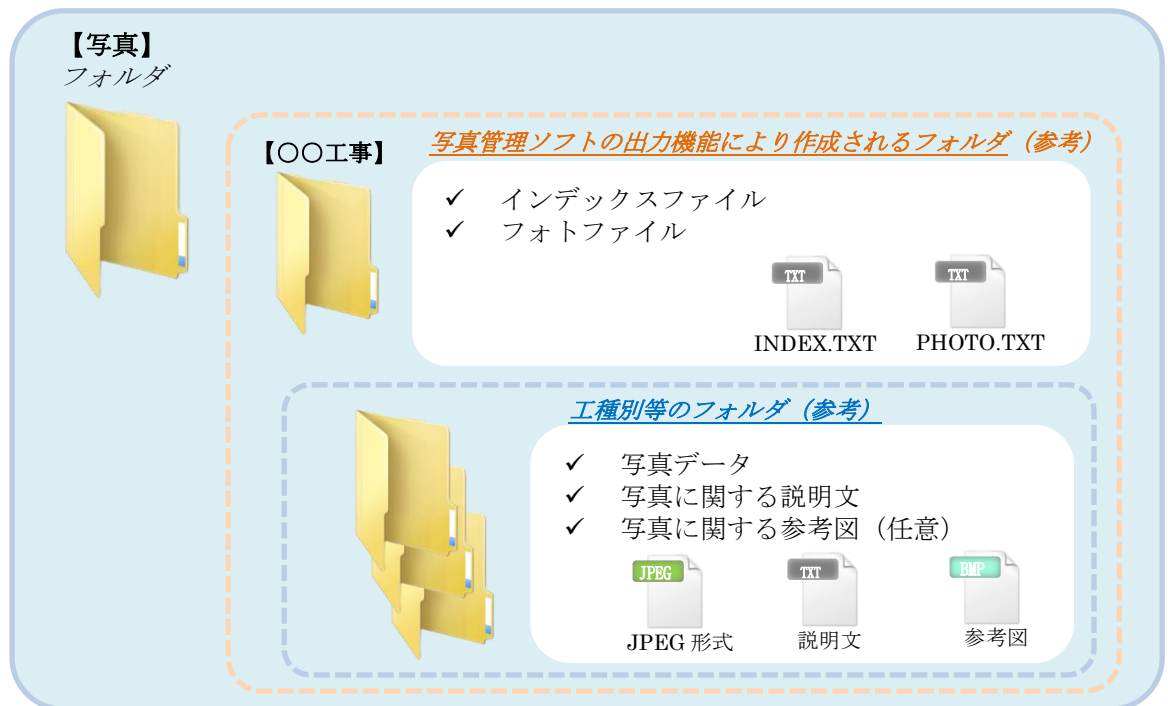 【写真】
フォルダ
【〇〇工事】
写真管理ソフトの出力機能により作成されるフォルダ（参考）
✓ インデックスファイル
✓ フォトファイル
TXT
TXT
INDEX.TXT
PHOTO.TXT
工種別等のフォルダ（参考）
✓ 写真データ
✓ 写真に関する説明文
✓ 写真に関する参考図（任意）
JPEG
TXT
BMP
JPEG 形式
説明文
参考図